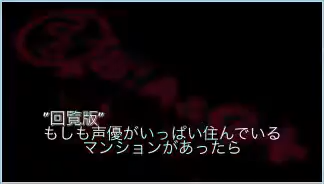 "回覧版"
もしも声優がいっぱい住んでいる
マンションがあったら